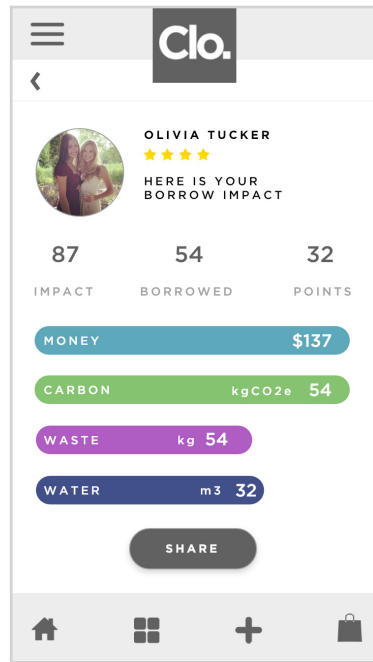 Clo.
OLIVIA TUCKER
HERE IS YOUR
BORROW IMPACT
87 54 32
IMPACT BORROWED POINTS
MONEY $137
CARBON kgCO2e 54
WASTE kg 54
WATER m3 32
SHARE